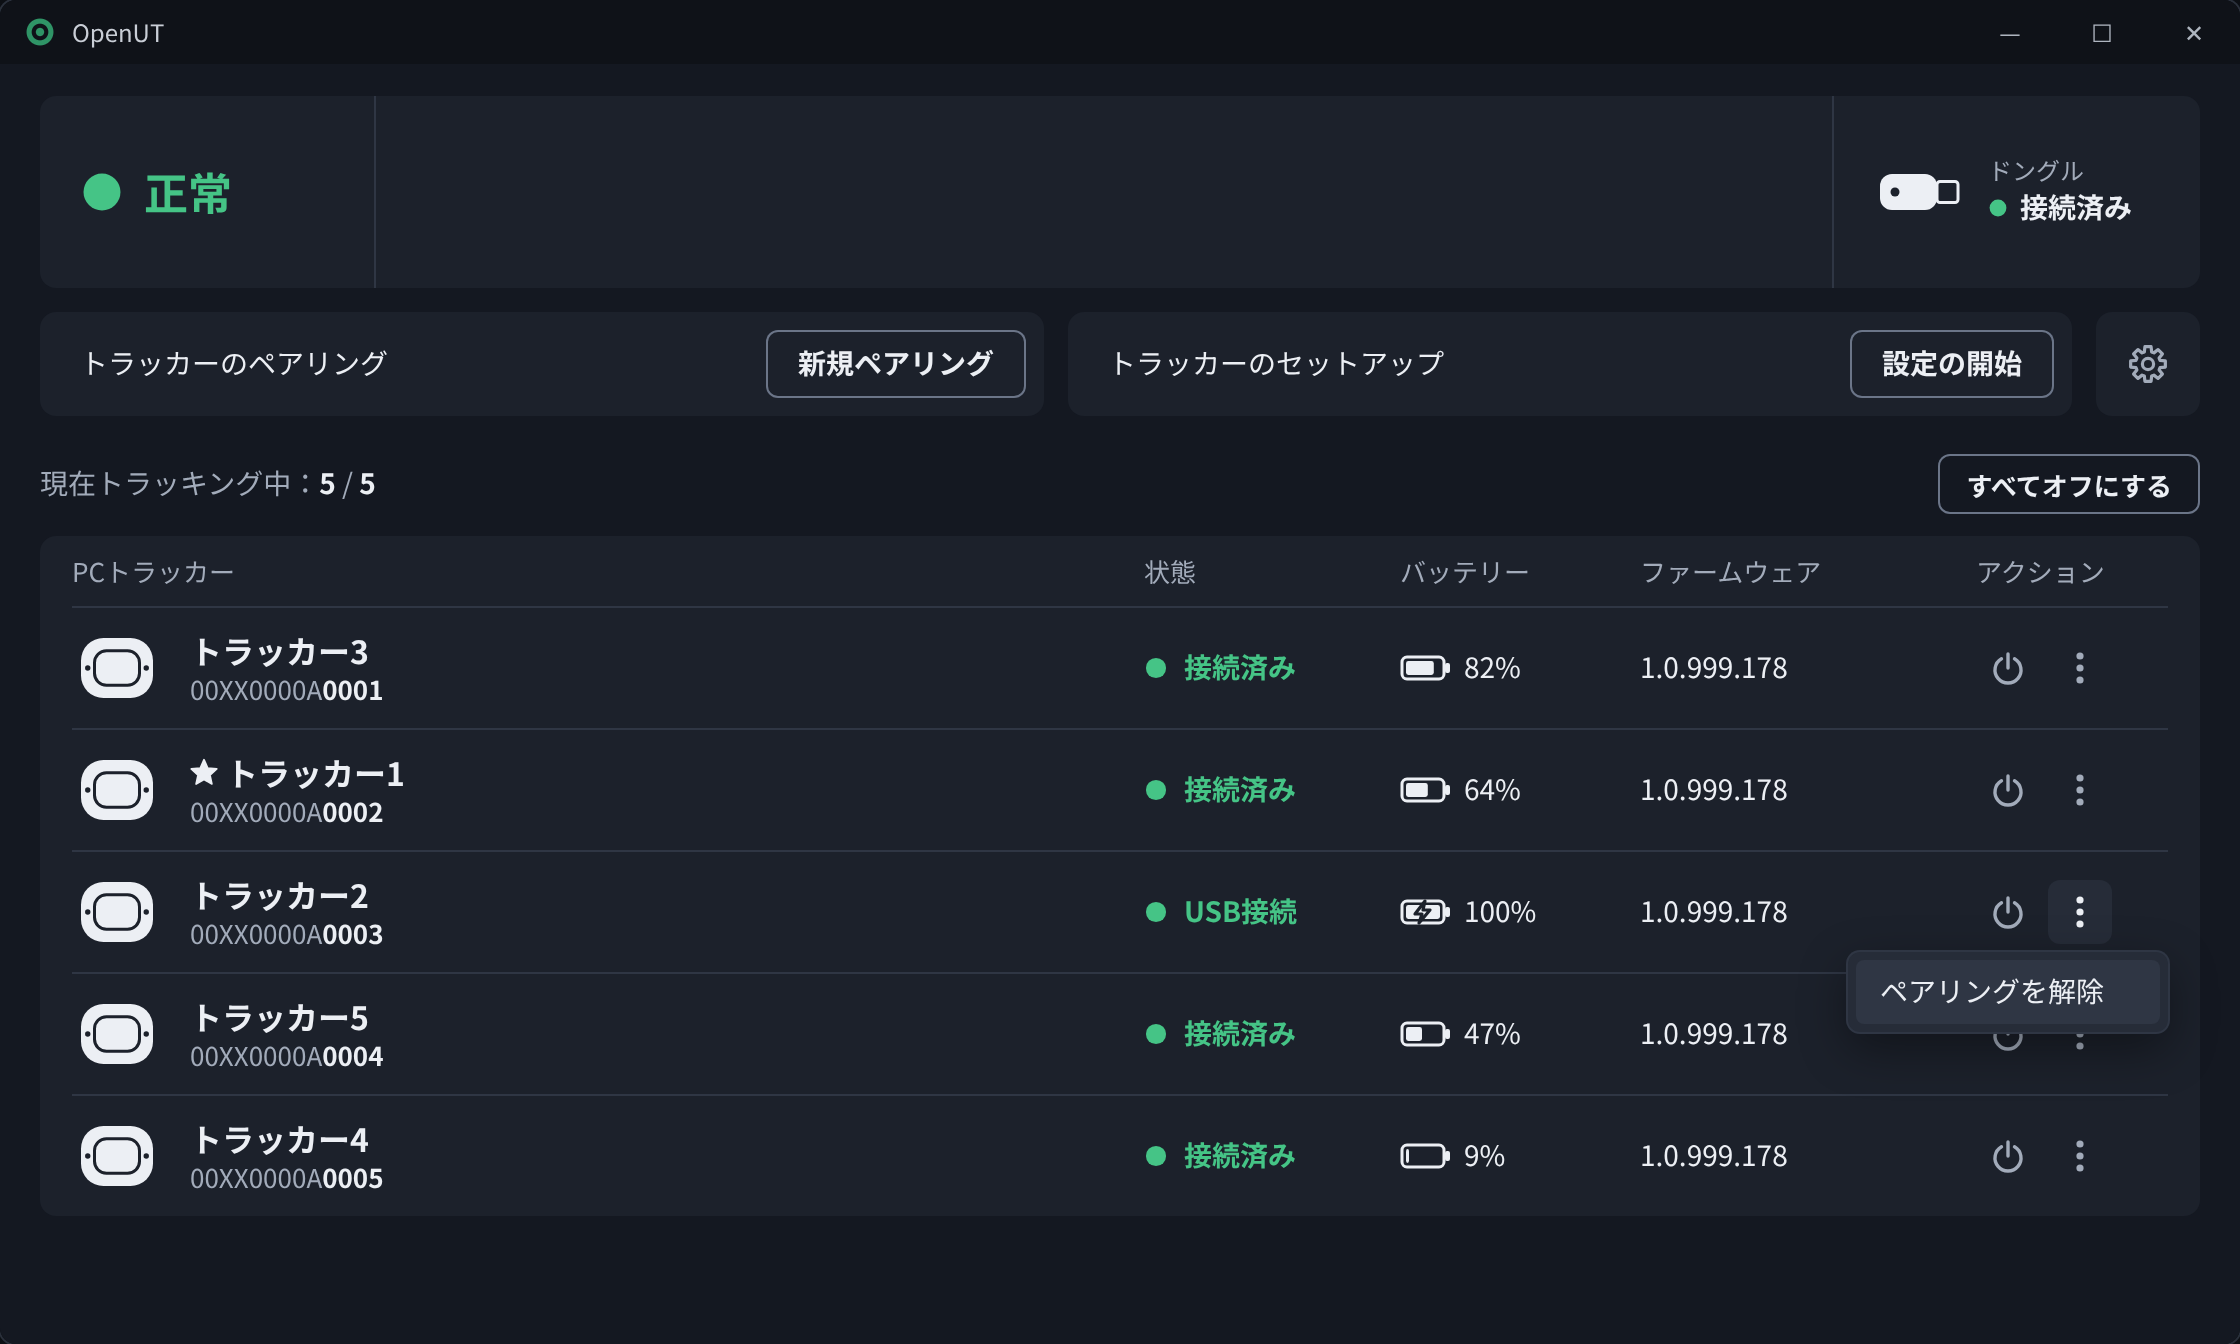 OpenUT
正常
ドングル
接続済み
トラッカーのペアリング
新規ペアリング
トラッカーのセットアップ
設定の開始
現在トラッキング中：5 / 5
すべてオフにする
PCトラッカー 状態 バッテリー ファームウェア アクション
トラッカー3
00XX0000A0001
接続済み
82%
1.0.999.178
★ トラッカー1
00XX0000A0002
接続済み
64%
1.0.999.178
トラッカー2
00XX0000A0003
USB接続
100%
1.0.999.178
ペアリングを解除
トラッカー5
00XX0000A0004
接続済み
47%
1.0.999.178
トラッカー4
00XX0000A0005
接続済み
9%
1.0.999.178